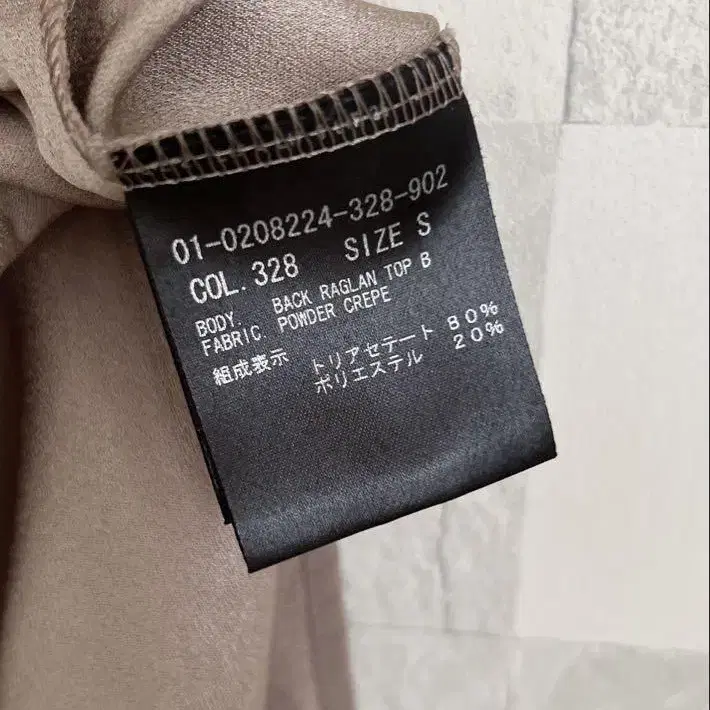 01-0208224-328-902
COL. 328 SIZE S
BODY. BACK RAGLAN TOP B
FABRIC. POWDER CREPE
組成表示 トリアセテート 80%
ポリエステル 20%